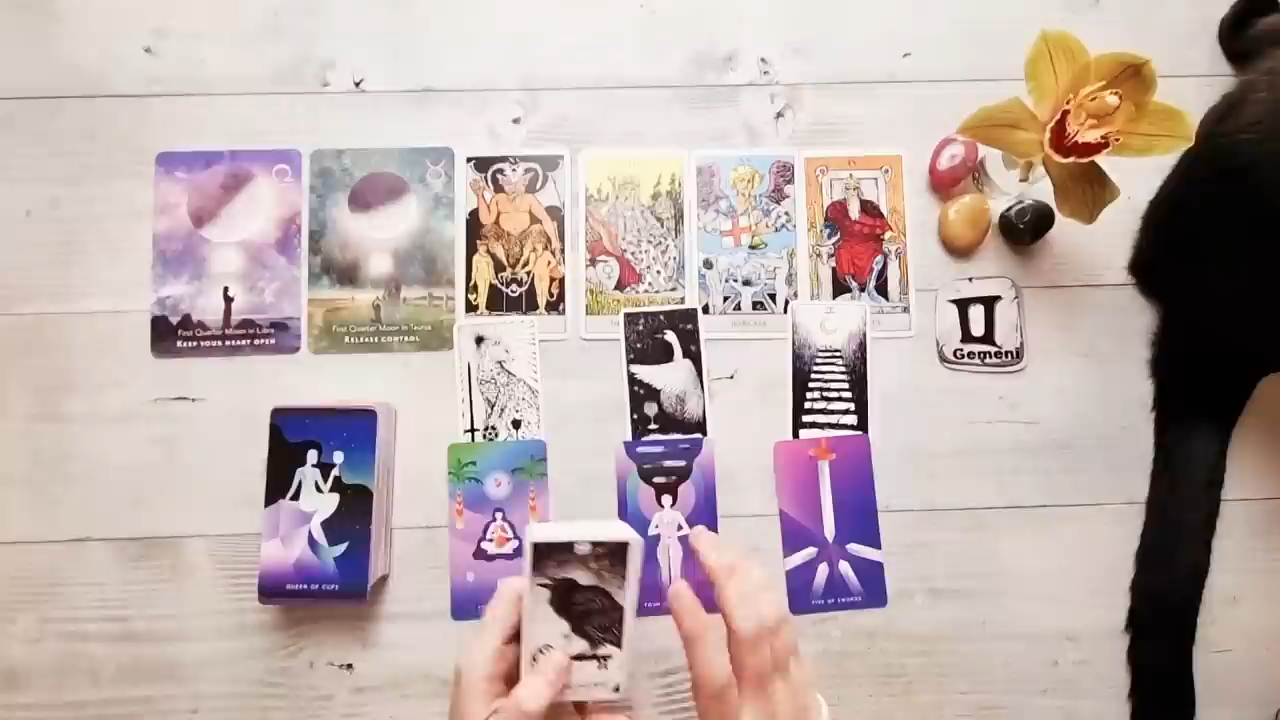 First Quarter Moon in Libra
KEEP YOUR HEART OPEN
First Quarter Moon in Taurus
RELEASE CONTROL
Gemeni
QUEEN OF CUPS
FOUR
FIVE OF SWORDS